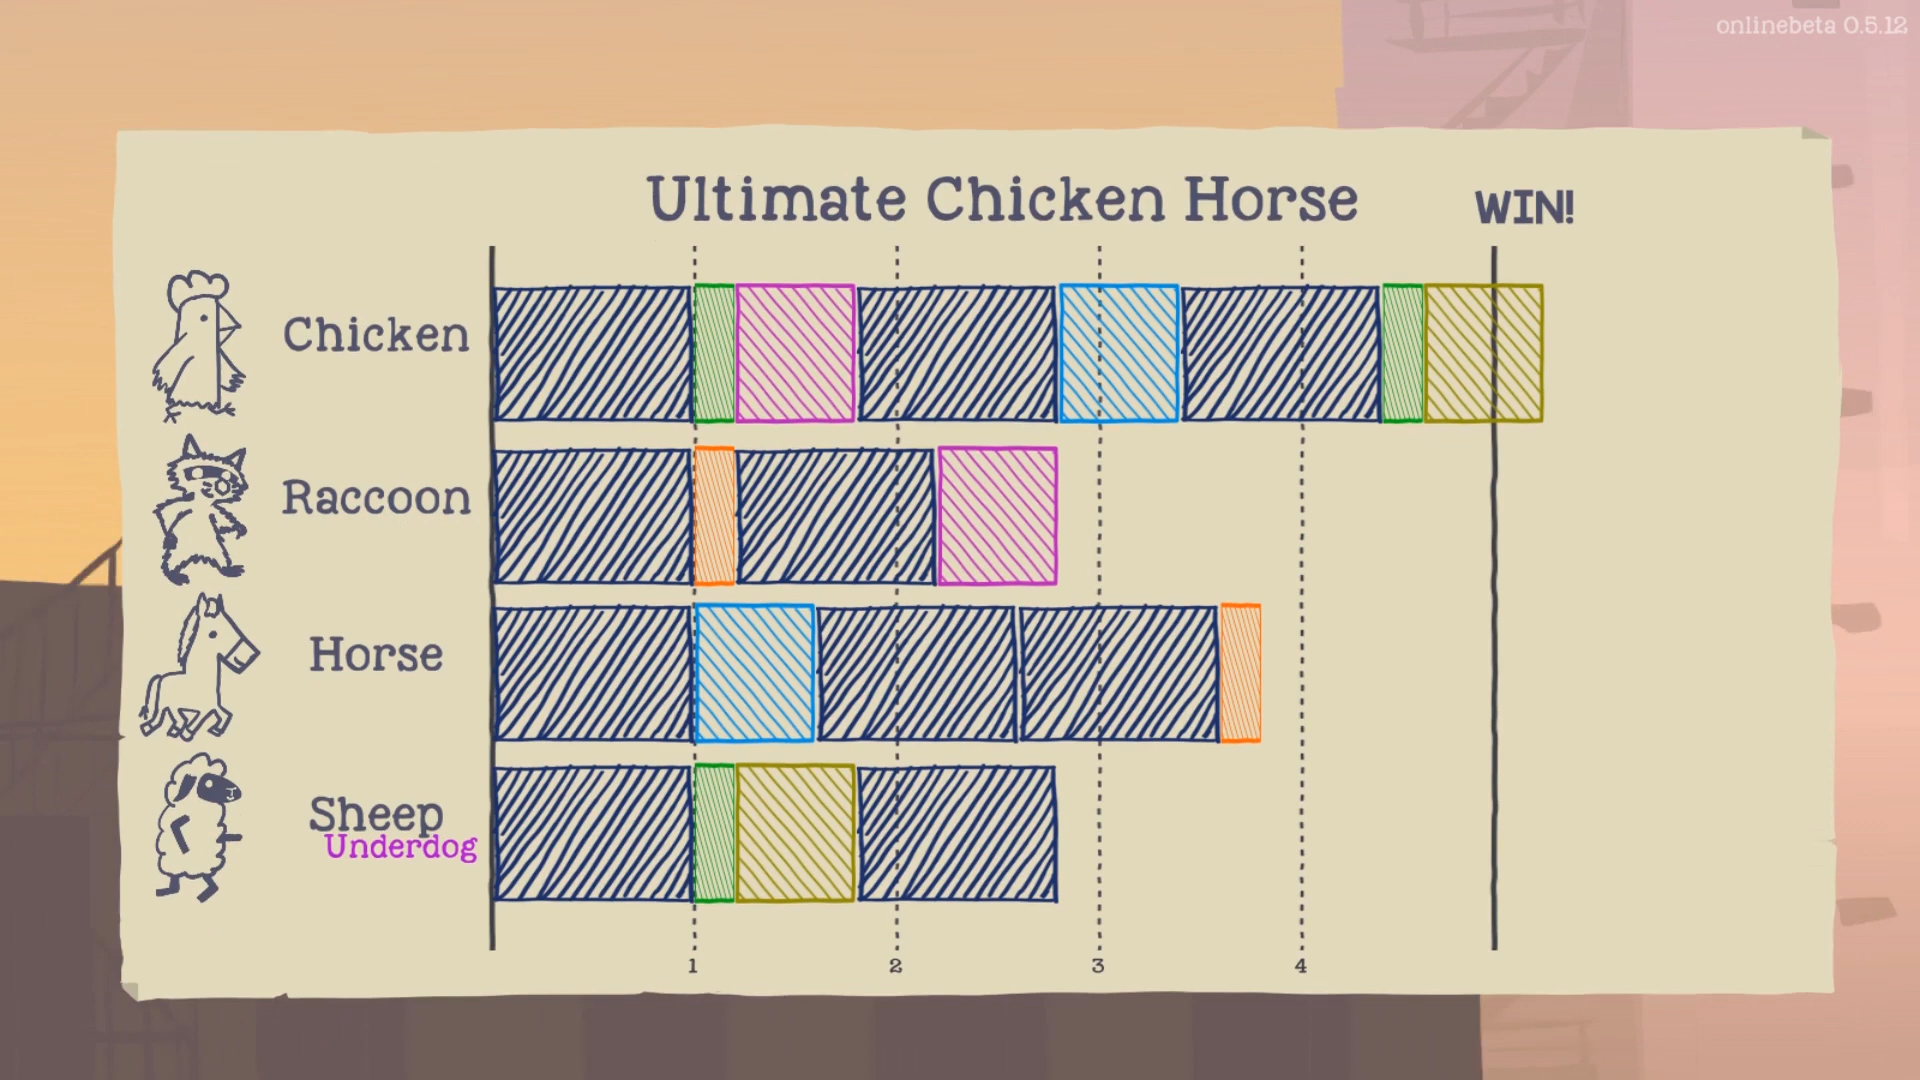 onlinebeta 0.5.12
Ultimate Chicken Horse
WIN!
Chicken
Raccoon
Horse
Sheep
Underdog
1 2 3 4